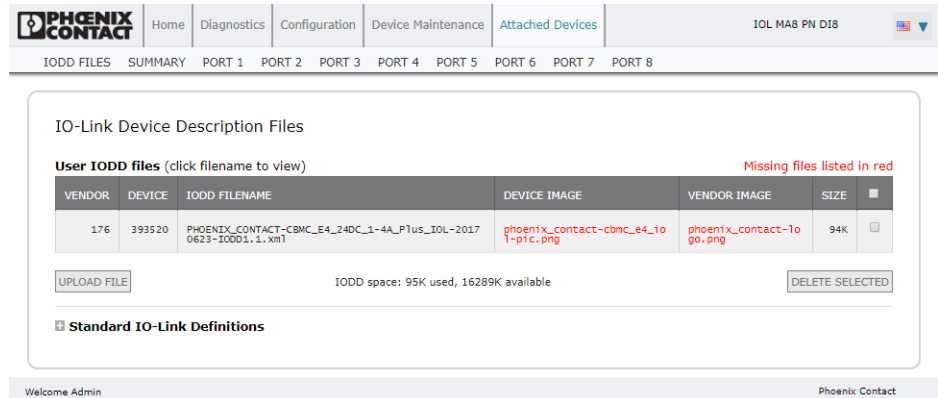 PHŒNIX CONTACT Home Diagnostics Configuration Device Maintenance Attached Devices IOL MA8 PN DI8
IODD FILES SUMMARY PORT 1 PORT 2 PORT 3 PORT 4 PORT 5 PORT 6 PORT 7 PORT 8
IO-Link Device Description Files
User IODD files (click filename to view) Missing files listed in red
VENDOR DEVICE IODD FILENAME DEVICE IMAGE VENDOR IMAGE SIZE
176 393520 PHOENIX_CONTACT-CBMC_E4_24DC_1-4A_Plus_IOL-2017 phoenix_contact-cbmc_e4_io phoenix_contact-lo 94K
0623-IODD1.1.xml l-pic.png go.png
UPLOAD FILE IODD space: 95K used, 16289K available DELETE SELECTED
Standard IO-Link Definitions
Welcome Admin Phoenix Contact